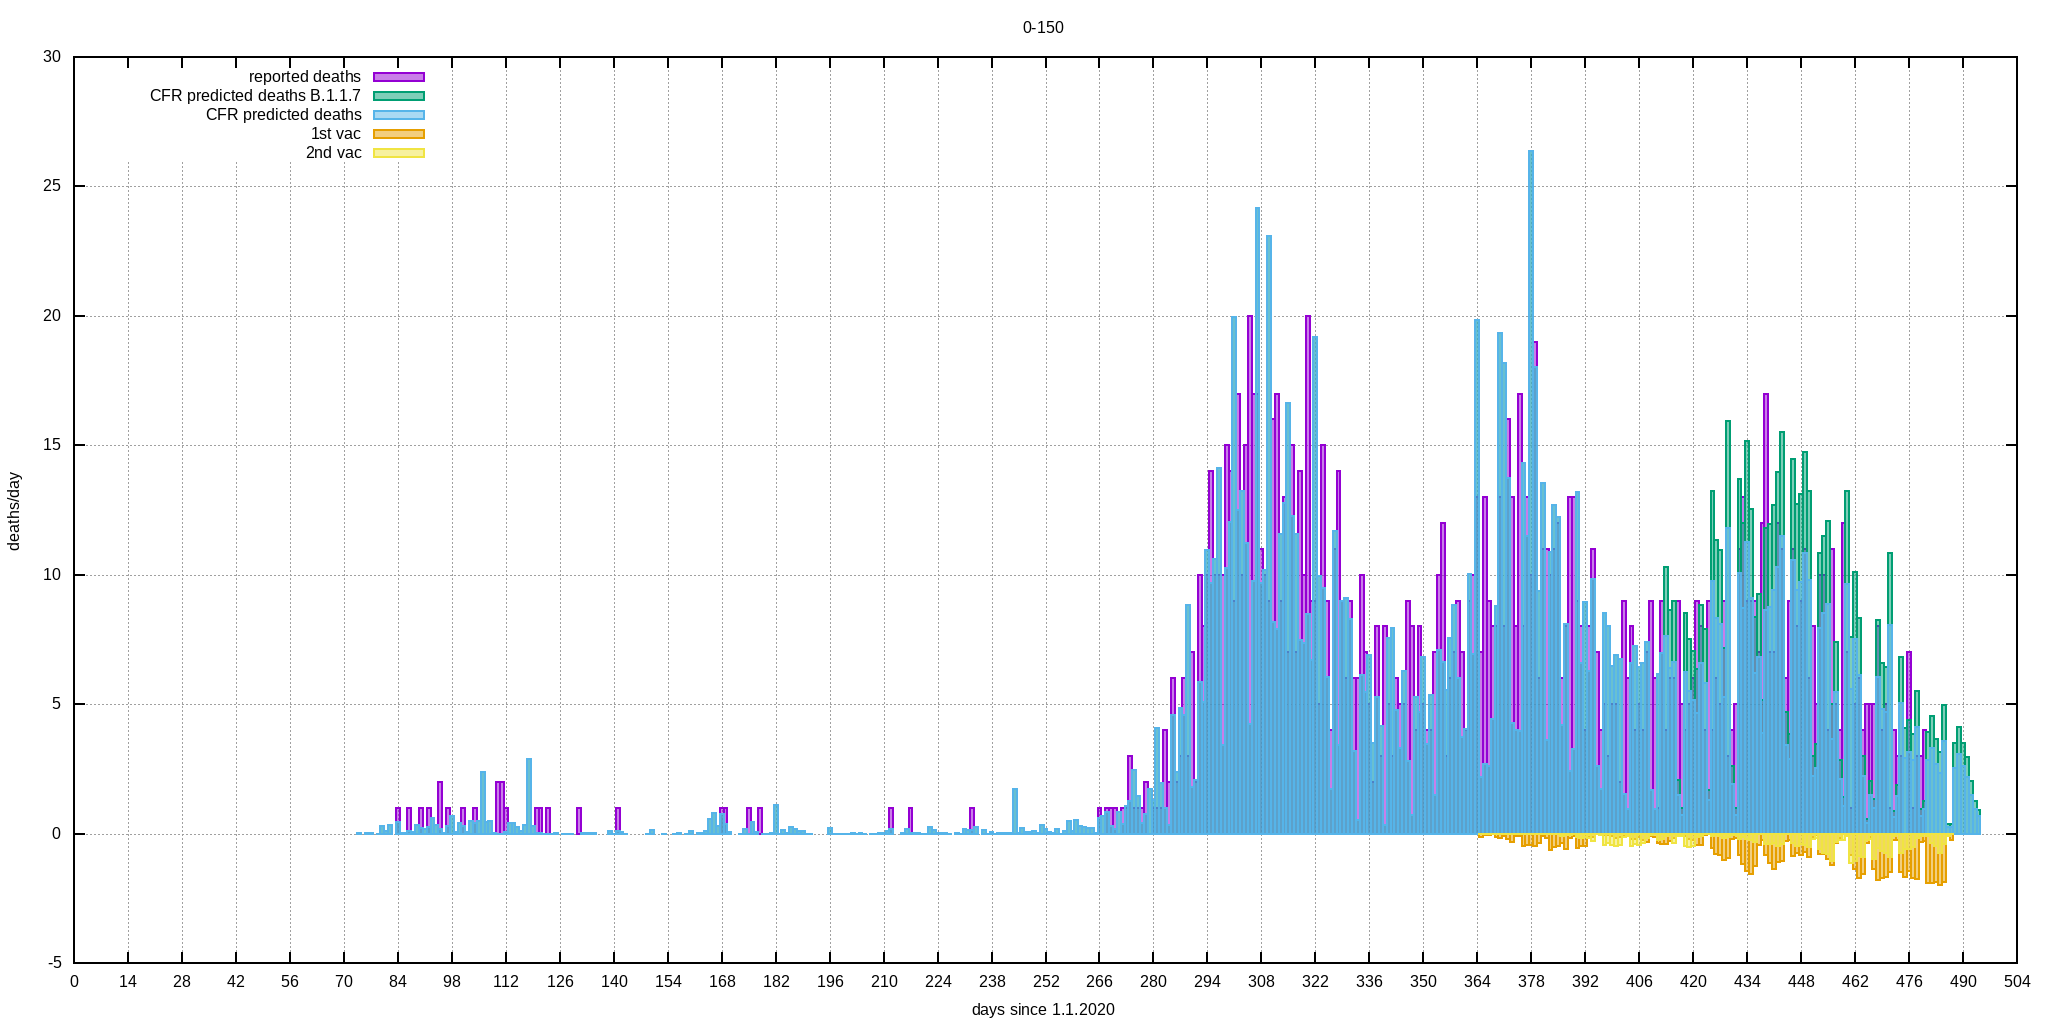 0-150
30
reported deaths
CFR predicted deaths B.1.1.7
CFR predicted deaths
1st vac
2nd vac
25
20
15
10
5
0
-5
deaths/day
0 14 28 42 56 70 84 98 112 126 140 154 168 182 196 210 224 238 252 266 280 294 308 322 336 350 364 378 392 406 420 434 448 462 476 490 504
days since 1.1.2020